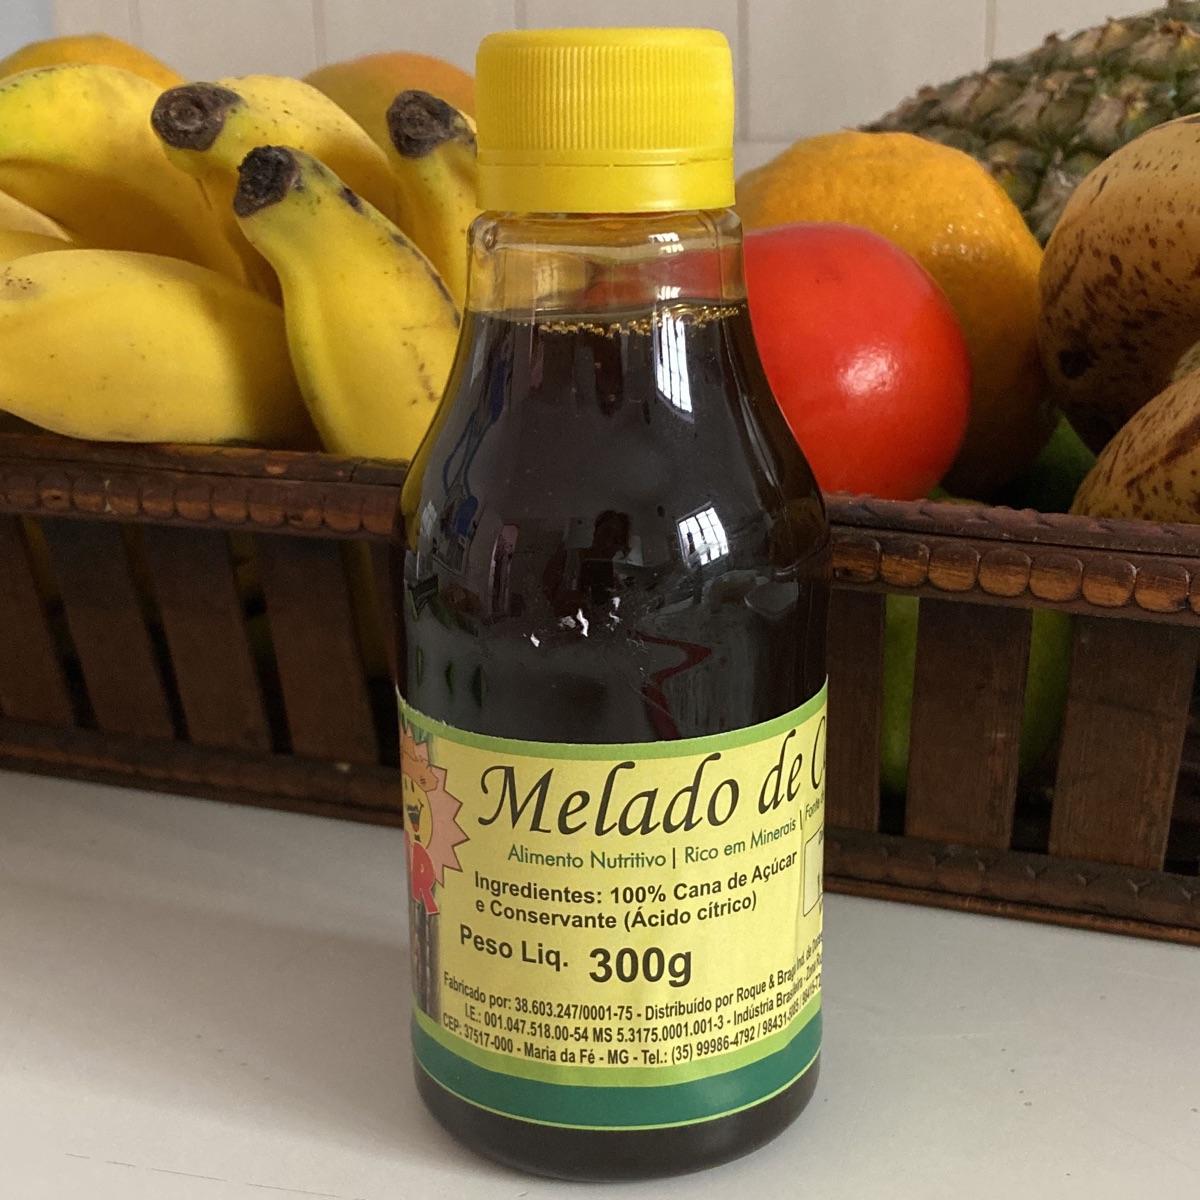 Melado de
Alimento Nutritivo | Rico em Minerais |
Ingredientes: 100% Cana de Açúcar
e Conservante (Ácido cítrico)
Peso Liq. 300g
Fabricado por: 38.603.247/0001-75 - Distribuído por Roque & Braga Ind. de
I.E.: 001.047.518.00-54 MS 5.3175.0001.001-3 - Indústria Brasileira -
CEP: 37517-000 - Maria da Fé - MG - Tel.: (35) 99986-4792 /
R